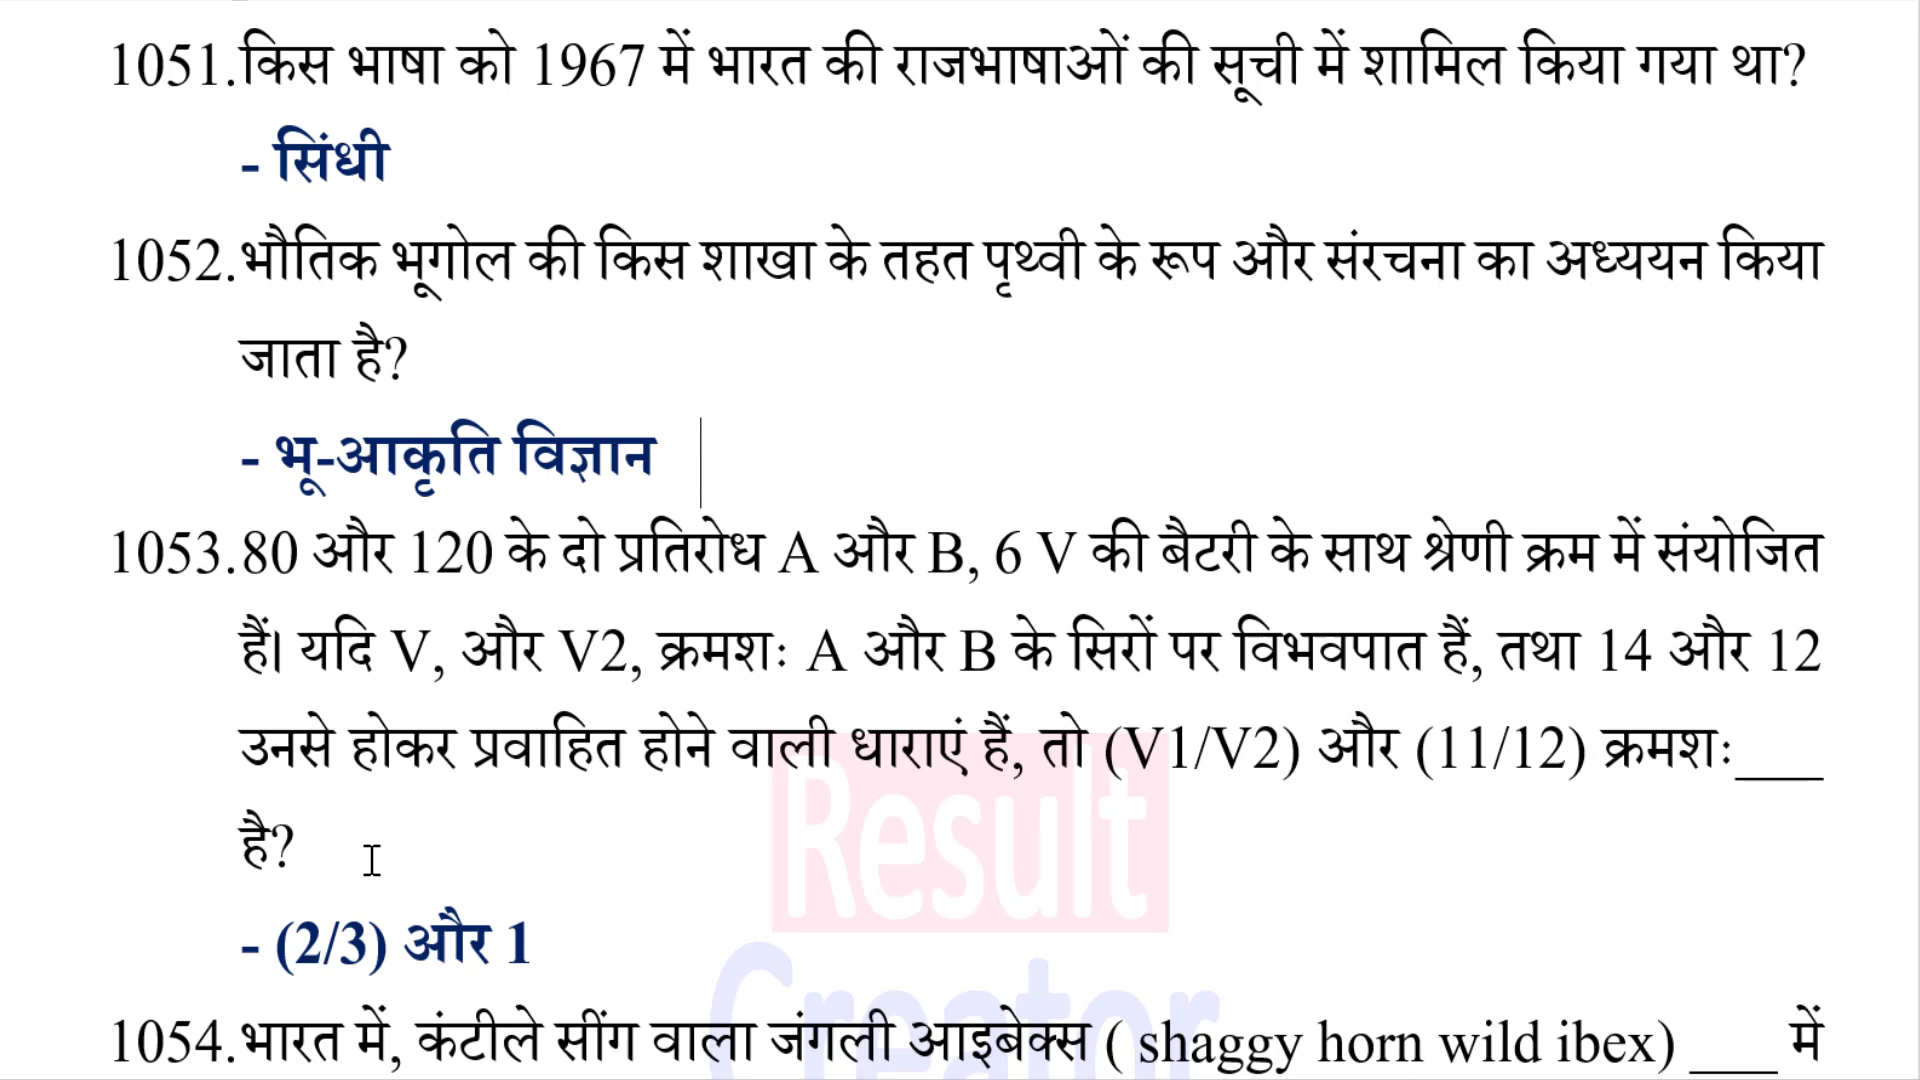 1051.किस भाषा को 1967 में भारत की राजभाषाओं की सूची में शामिल किया गया था?
- सिंधी
1052.भौतिक भूगोल की किस शाखा के तहत पृथ्वी के रूप और संरचना का अध्ययन किया
जाता है?
- भू-आकृति विज्ञान
1053.80 और 120 के दो प्रतिरोध A और B, 6 V की बैटरी के साथ श्रेणी क्रम में संयोजित
हैं। यदि V, और V2, क्रमशः A और B के सिरों पर विभवपात हैं, तथा 14 और 12
उनसे होकर प्रवाहित होने वाली धाराएं हैं, तो (V1/V2) और (11/12) क्रमशः___
है?
- (2/3) और 1
1054.भारत में, कंटीले सींग वाला जंगली आइबेक्स ( shaggy horn wild ibex) ___ में
Result
Creator